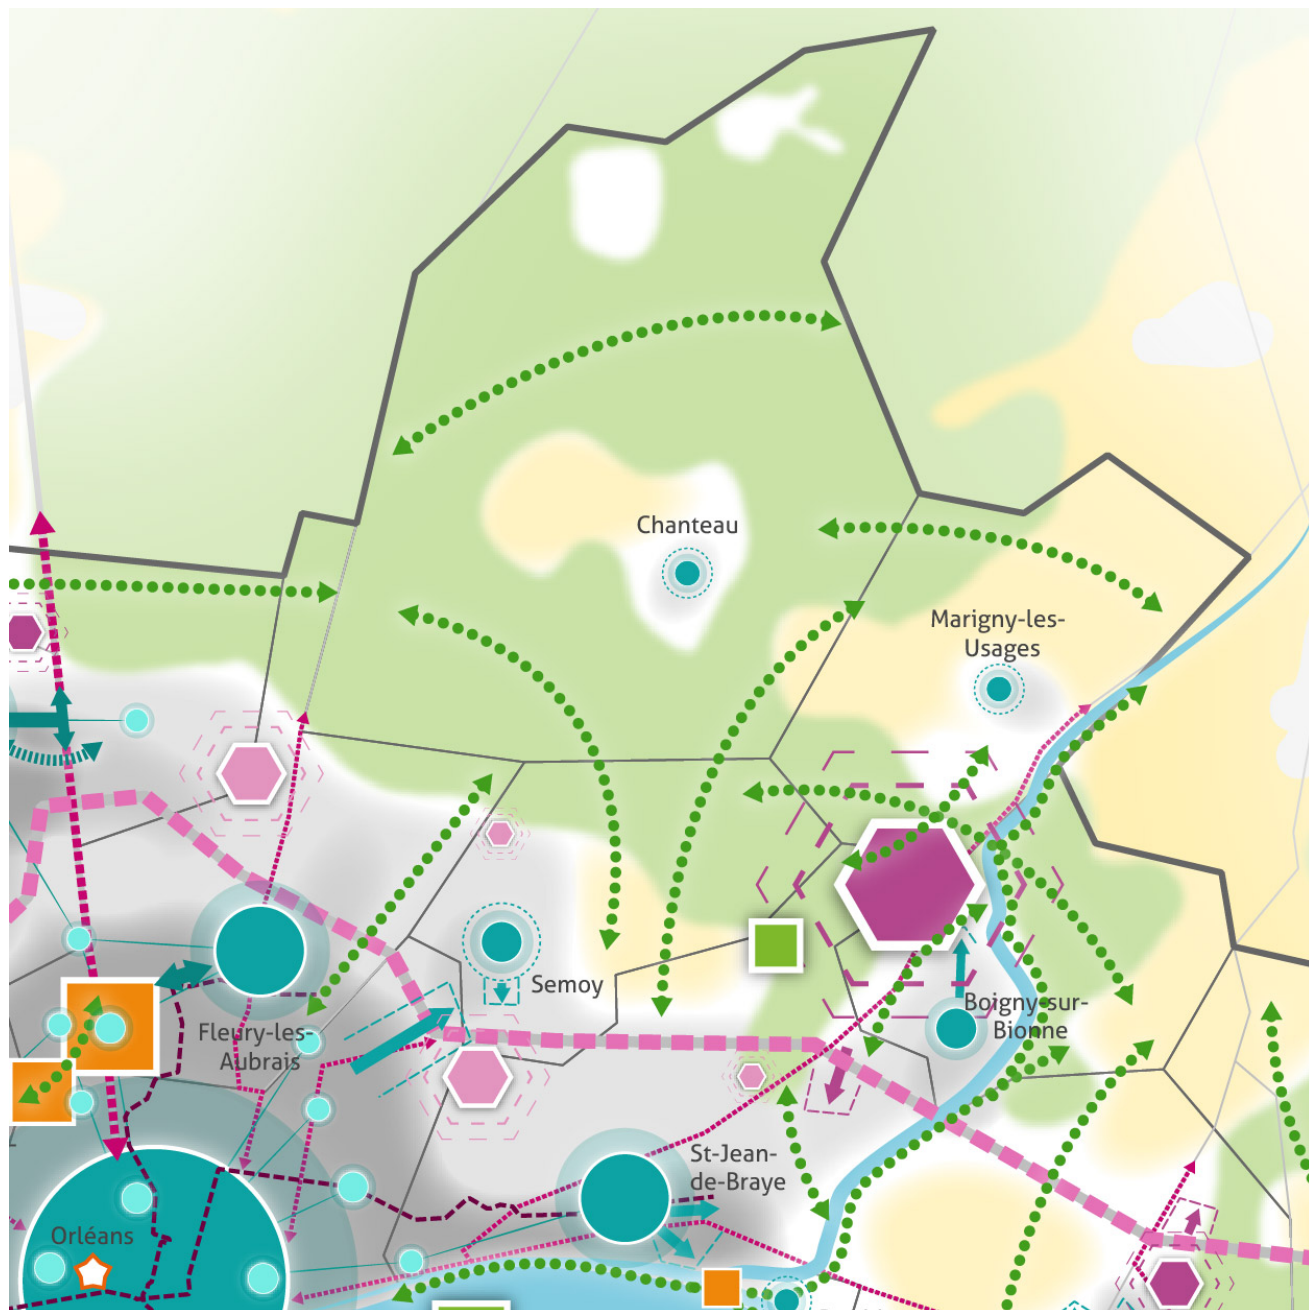 Chanteau
Marigny-les-
Usages
Semoy
Boigny-sur-
Bionne
Fleury-les-
Aubrais
St-Jean-
de-Braye
Orléans